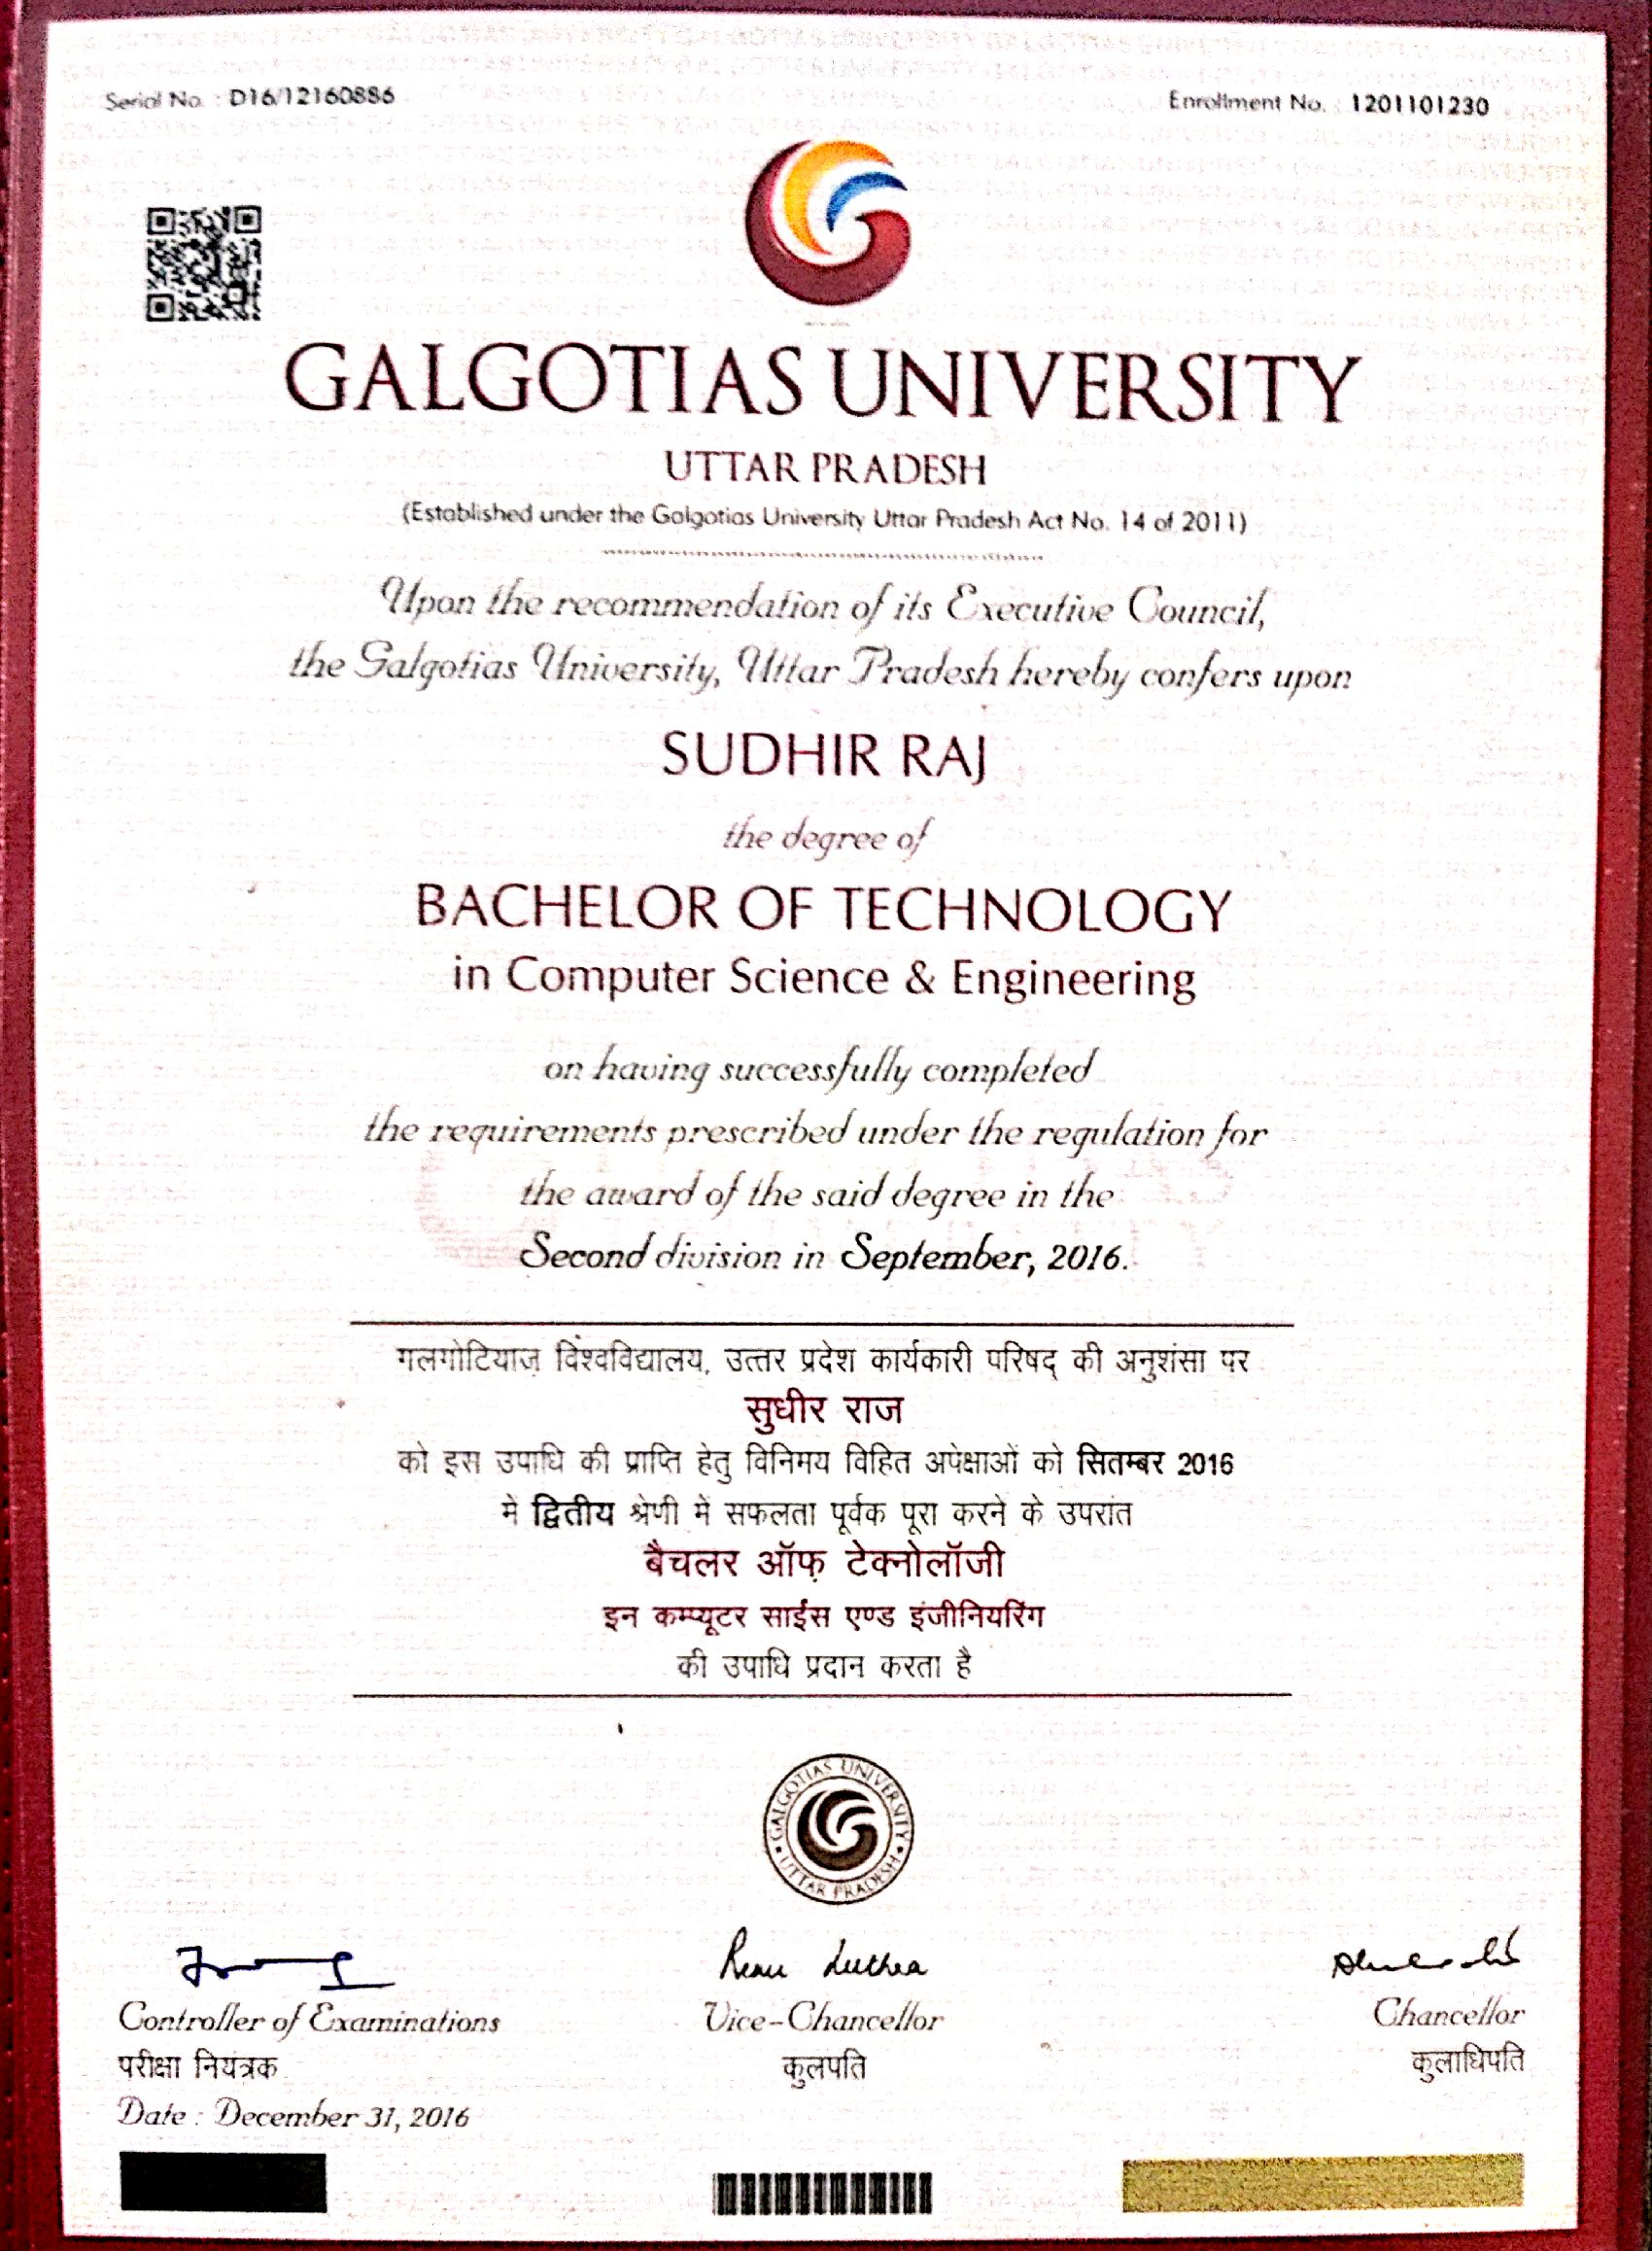 Serial No. : D16/12160886
Enrollment No. 1201101230
GALGOTIAS UNIVERSITY
UTTAR PRADESH
(Established under the Galgotias University Uttar Pradesh Act No. 14 of 2011)
Upon the recommendation of its Executive Council,
the Galgotias University, Uttar Pradesh hereby confers upon
SUDHIR RAJ
the degree of
BACHELOR OF TECHNOLOGY
in Computer Science & Engineering
on having successfully completed
the requirements prescribed under the regulation for
the award of the said degree in the
Second division in September, 2016.
गलगोटियाज़ विश्वविद्यालय, उत्तर प्रदेश कार्यकारी परिषद् की अनुशंसा पर
सुधीर राज
को इस उपाधि की प्राप्ति हेतु विनिमय विहित अपेक्षाओं को सितम्बर 2016
में द्वितीय श्रेणी में सफलता पूर्वक पूरा करने के उपरांत
बैचलर ऑफ़ टेक्नोलॉजी
इन कम्प्यूटर साईंस एण्ड इंजीनियरिंग
की उपाधि प्रदान करता है
GALGOTIAS UNIVERSITY
UTTAR PRADESH
Renu Luthra
Controller of Examinations
Vice-Chancellor
Chancellor
परीक्षा नियंत्रक
कुलपति
कुलाधिपति
Date : December 31, 2016